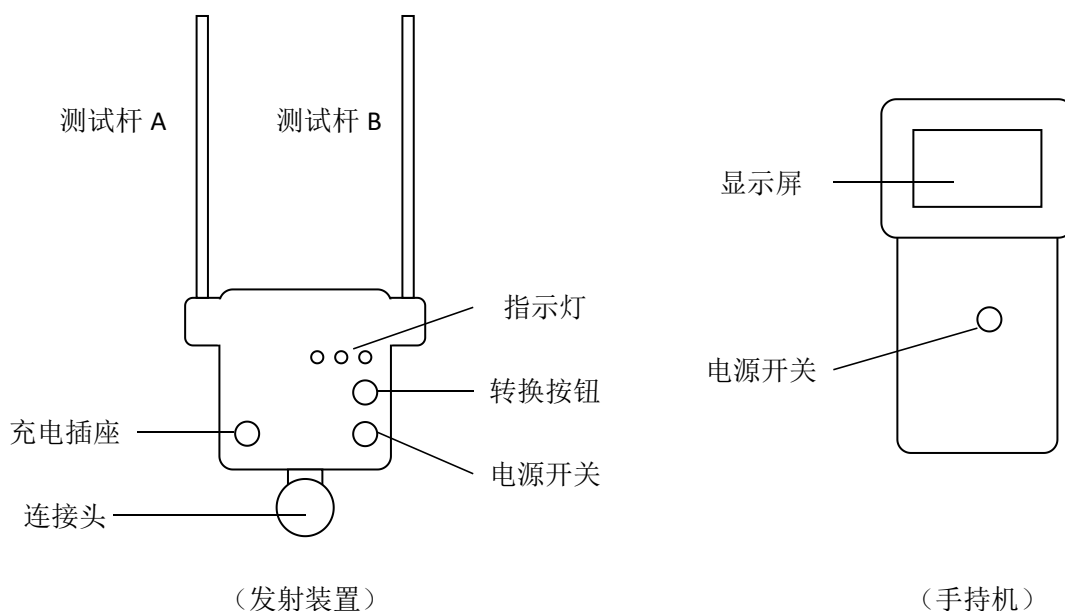 测试杆 A
测试杆 B
显示屏
指示灯
电源开关
转换按钮
充电插座
电源开关
连接头
（发射装置）
（手持机）